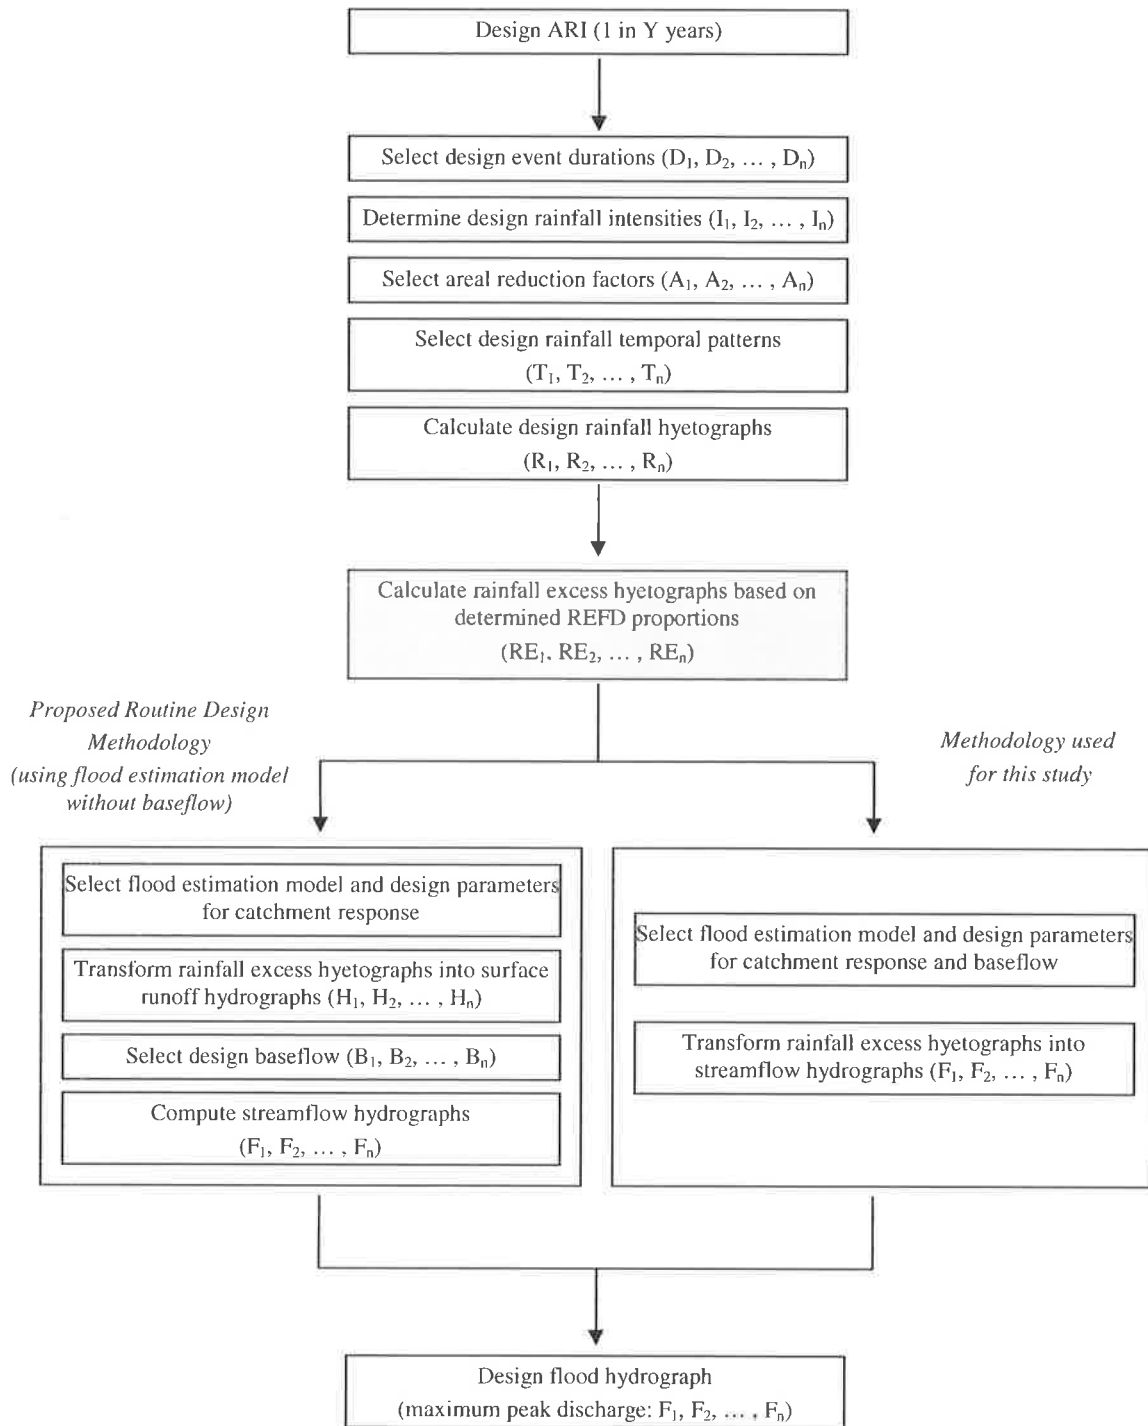 Design ARI (1 in Y years)
Select design event durations (D₁, D₂, … , Dₙ)
Determine design rainfall intensities (I₁, I₂, … , Iₙ)
Select areal reduction factors (A₁, A₂, … , Aₙ)
Select design rainfall temporal patterns
(T₁, T₂, … , Tₙ)
Calculate design rainfall hyetographs
(R₁, R₂, … , Rₙ)
Calculate rainfall excess hyetographs based on
determined REFD proportions
(RE₁, RE₂, … , REₙ)
Proposed Routine Design
Methodology
(using flood estimation model
without baseflow)
Methodology used
for this study
Select flood estimation model and design parameters
for catchment response
Transform rainfall excess hyetographs into surface
runoff hydrographs (H₁, H₂, … , Hₙ)
Select design baseflow (B₁, B₂, … , Bₙ)
Compute streamflow hydrographs
(F₁, F₂, … , Fₙ)
Select flood estimation model and design parameters
for catchment response and baseflow
Transform rainfall excess hyetographs into
streamflow hydrographs (F₁, F₂, … , Fₙ)
Design flood hydrograph
(maximum peak discharge: F₁, F₂, … , Fₙ)